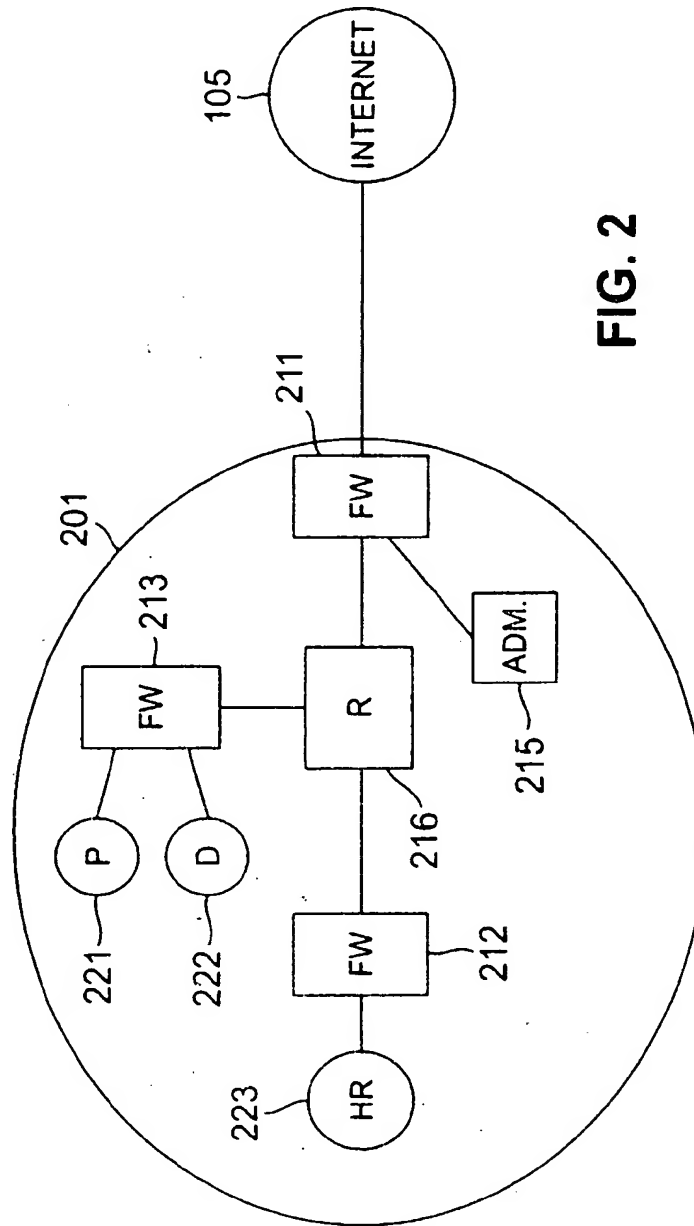 201
213
FW
P
221
D
222
211
FW
105
INTERNET
R
216
FW
212
HR
223
ADM.
215
FIG. 2